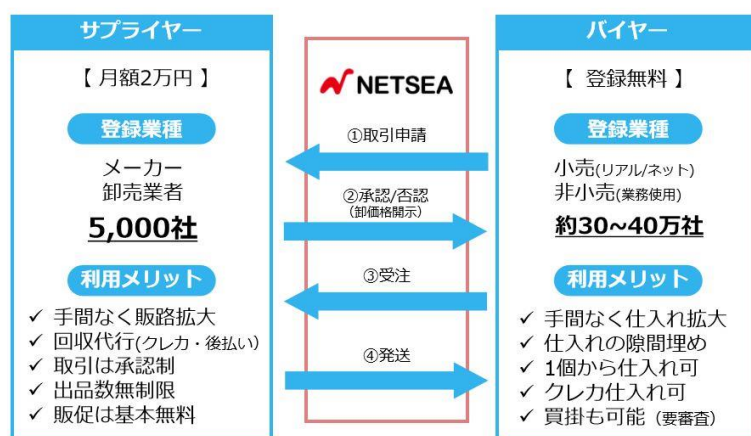 サプライヤー
【 月額2万円 】
登録業種
メーカー
卸売業者
5,000社
利用メリット
✓ 手間なく販路拡大
✓ 回収代行(クレカ・後払い)
✓ 取引は承認制
✓ 出品数無制限
✓ 販促は基本無料
NETSEA
①取引申請
②承認/否認
(卸価格開示)
③受注
④発送
バイヤー
【 登録無料 】
登録業種
小売(リアル/ネット)
非小売(業務使用)
約30~40万社
利用メリット
✓ 手間なく仕入れ拡大
✓ 仕入れの隙間埋め
✓ 1個から仕入れ可
✓ クレカ仕入れ可
✓ 買掛も可能（要審査）